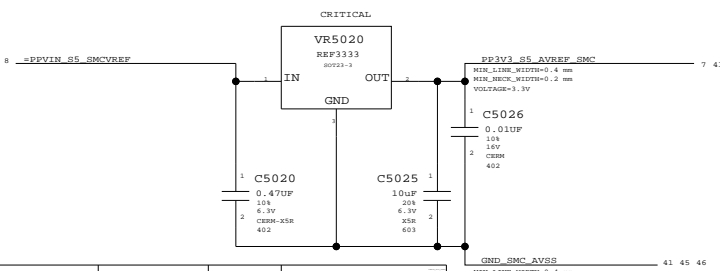 CRITICAL
VR5020
REF3333
SOT23-3
8 =PPVIN_S5_SMCVREF
PP3V3_S5_AVREF_SMC 7 43
MIN_LINE_WIDTH=0.4 mm
MIN_NECK_WIDTH=0.2 mm
VOLTAGE=3.3V
1 IN
OUT 2
GND
3
1
C5026
0.01UF
10%
16V
CERM
402
2
1
C5020
0.47UF
10%
6.3V
CERM-X5R
402
2
C5025
10uF
20%
6.3V
X5R
603
1
2
GND_SMC_AVSS 41 45 46